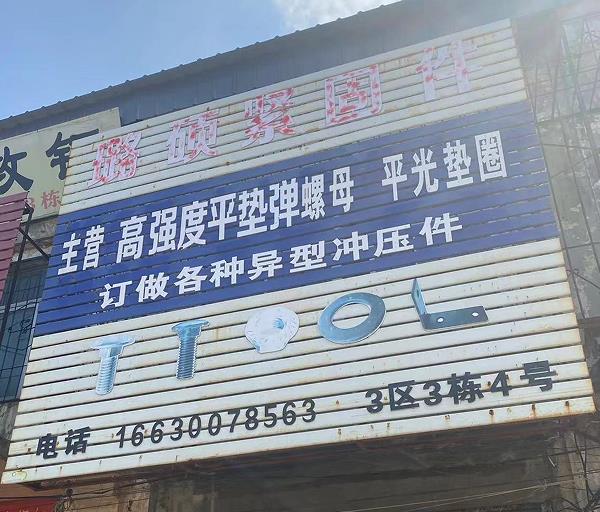 璐硕紧固件
主营 高强度平垫弹螺母 平光垫圈
订做各种异型冲压件
电话 16630078563 3区3栋4号
栋